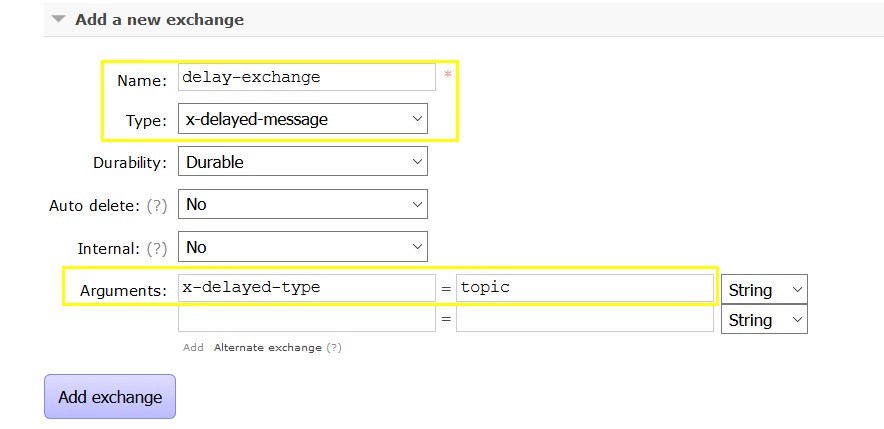 Add a new exchange
Name: delay-exchange *
Type: x-delayed-message
Durability: Durable
Auto delete: (?) No
Internal: (?) No
Arguments: x-delayed-type = topic String
= String
Add Alternate exchange (?)
Add exchange